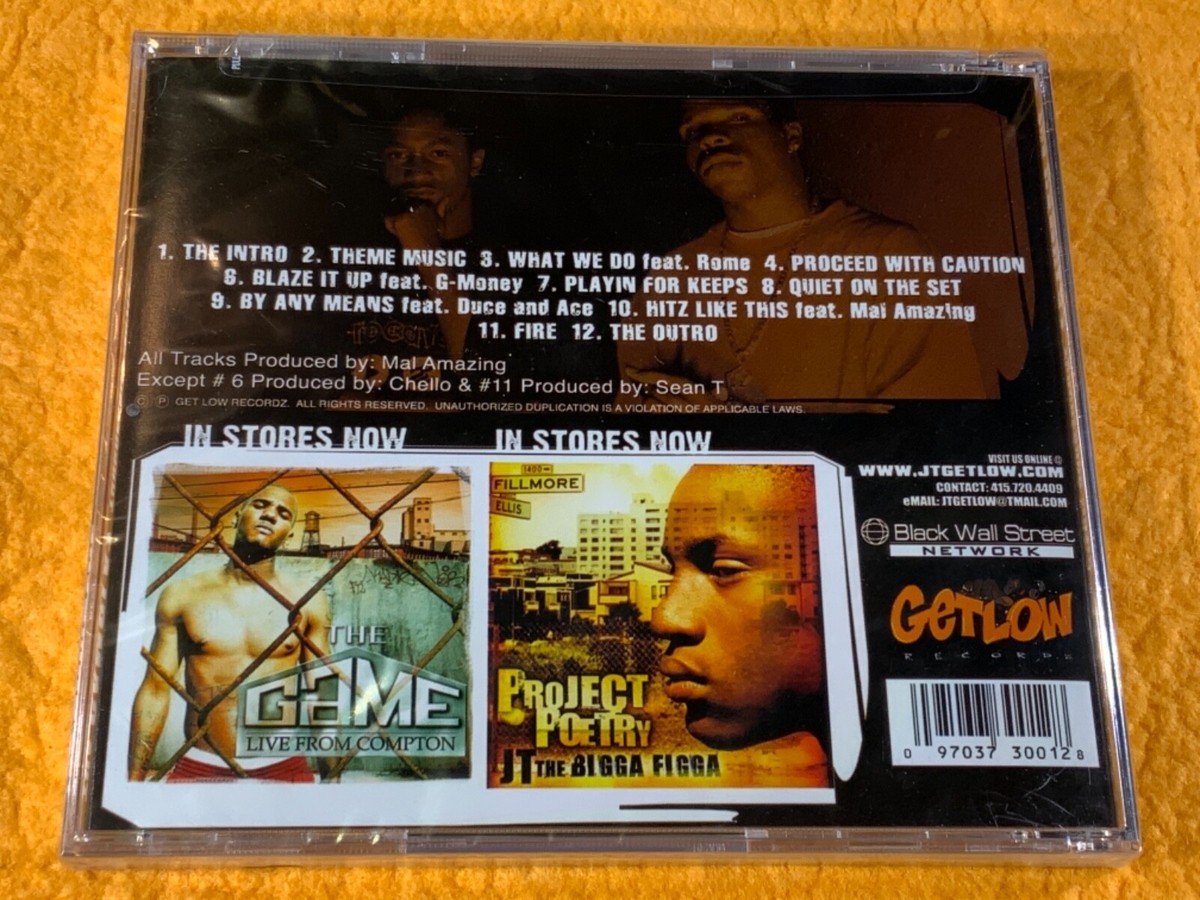 1. THE INTRO 2. THEME MUSIC 3. WHAT WE DO feat. Rome 4. PROCEED WITH CAUTION
6. BLAZE IT UP feat. G-Money 7. PLAYIN FOR KEEPS 8. QUIET ON THE SET
9. BY ANY MEANS feat. Duce and Ace 10. HITZ LIKE THIS feat. Mal Amazing
11. FIRE 12. THE OUTRO
All Tracks Produced by: Mal Amazing
Except # 6 Produced by: Chello & #11 Produced by: Sean T
© ℗ GET LOW RECORDZ. ALL RIGHTS RESERVED. UNAUTHORIZED DUPLICATION IS A VIOLATION OF APPLICABLE LAWS.
IN STORES NOW
IN STORES NOW
THE
GAME
LIVE FROM COMPTON
1400
FILLMORE
ELLIS
PROJECT
POETRY
JT THE BIGGA FIGGA
VISIT US ONLINE @
WWW.JTGETLOW.COM
CONTACT: 415.720.4409
eMAIL: JTGETLOW@TMAIL.COM
Black Wall Street
NETWORK
GETLOW
RECORDZ
0 97037 30012 8